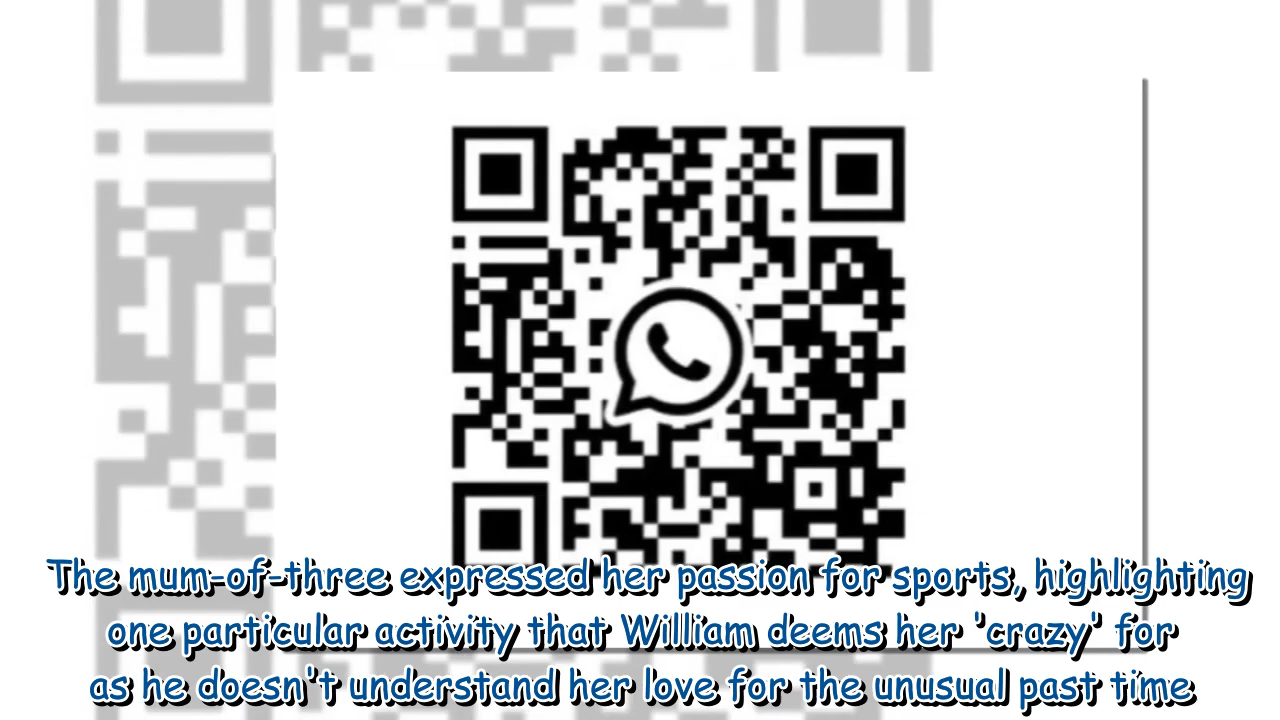 The mum-of-three expressed her passion for sports, highlighting
one particular activity that William deems her 'crazy' for
as he doesn't understand her love for the unusual past time